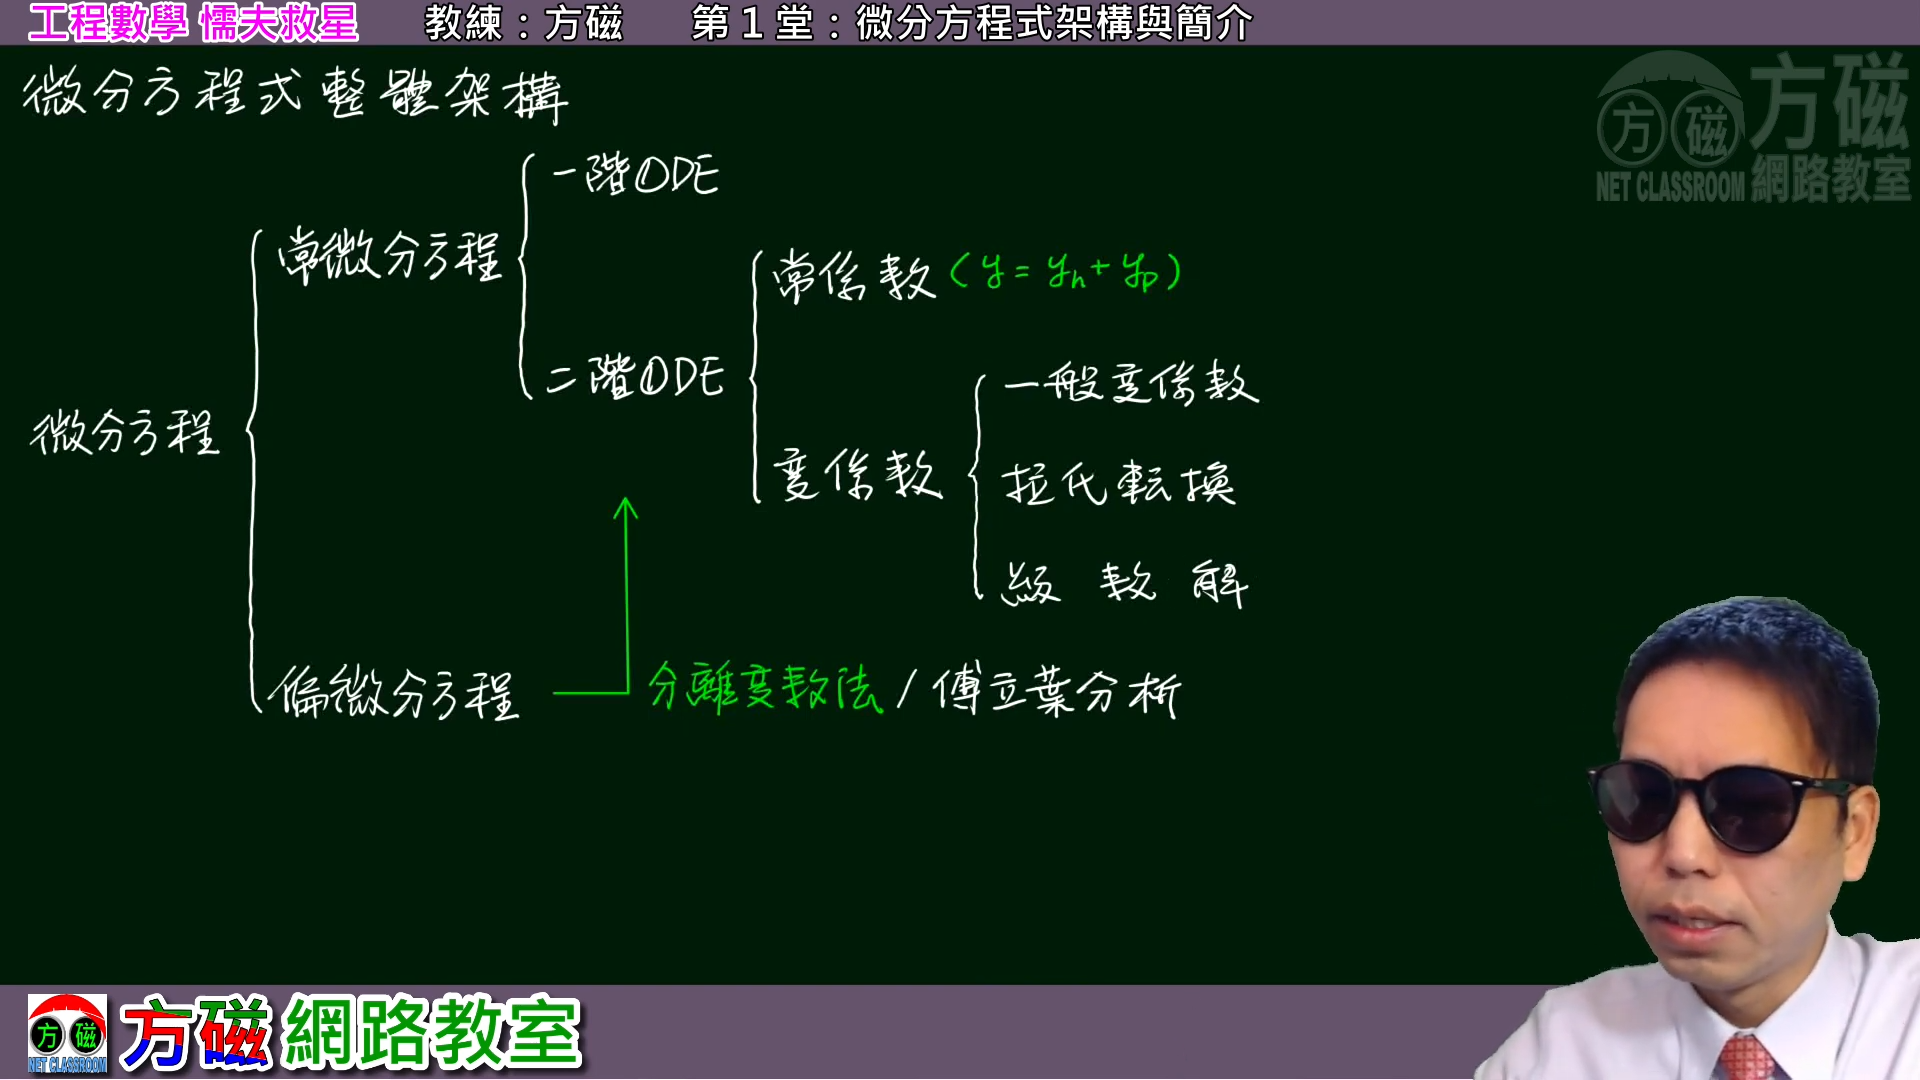 工程數學 懦夫救星 教練：方磁 第1堂：微分方程式架構與簡介
方磁
方 磁
NET CLASSROOM 網路教室
微分方程式整體架構
一階ODE
常微分方程
常係數 (y = yh + yp)
二階ODE
一般變係數
微分方程
變係數
拉氏転換
級數解
偏微分方程
分離變數法 / 傅立葉分析
方 磁
NET CLASSROOM
方磁 網路教室